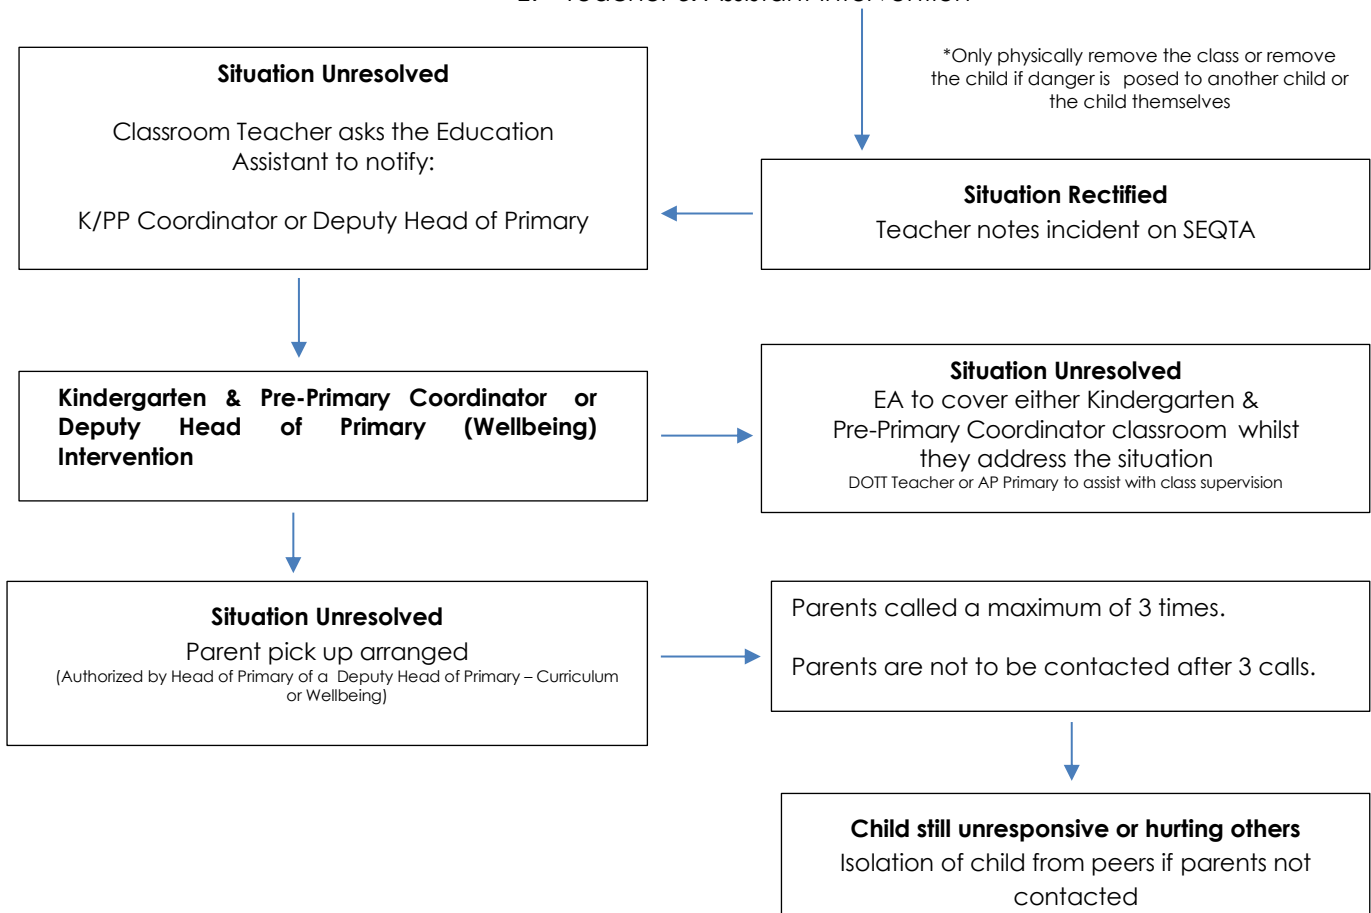 2. Teacher & Assistant Intervention
*Only physically remove the class or remove
the child if danger is posed to another child or
the child themselves
Situation Unresolved
Classroom Teacher asks the Education
Assistant to notify:
K/PP Coordinator or Deputy Head of Primary
Situation Rectified
Teacher notes incident on SEQTA
Kindergarten & Pre-Primary Coordinator or
Deputy Head of Primary (Wellbeing)
Intervention
Situation Unresolved
EA to cover either Kindergarten &
Pre-Primary Coordinator classroom whilst
they address the situation
DOTT Teacher or AP Primary to assist with class supervision
Situation Unresolved
Parent pick up arranged
(Authorized by Head of Primary of a Deputy Head of Primary – Curriculum
or Wellbeing)
Parents called a maximum of 3 times.
Parents are not to be contacted after 3 calls.
Child still unresponsive or hurting others
Isolation of child from peers if parents not
contacted